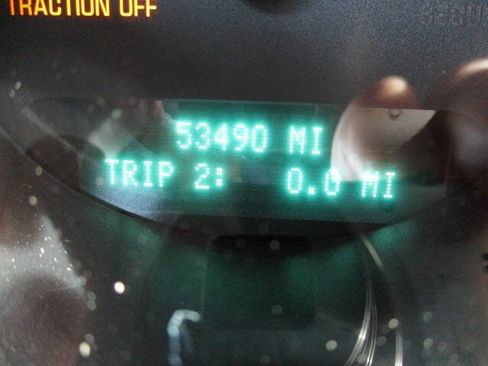 TRACTION OFF
53490 MI
TRIP 2: 0.0 MI